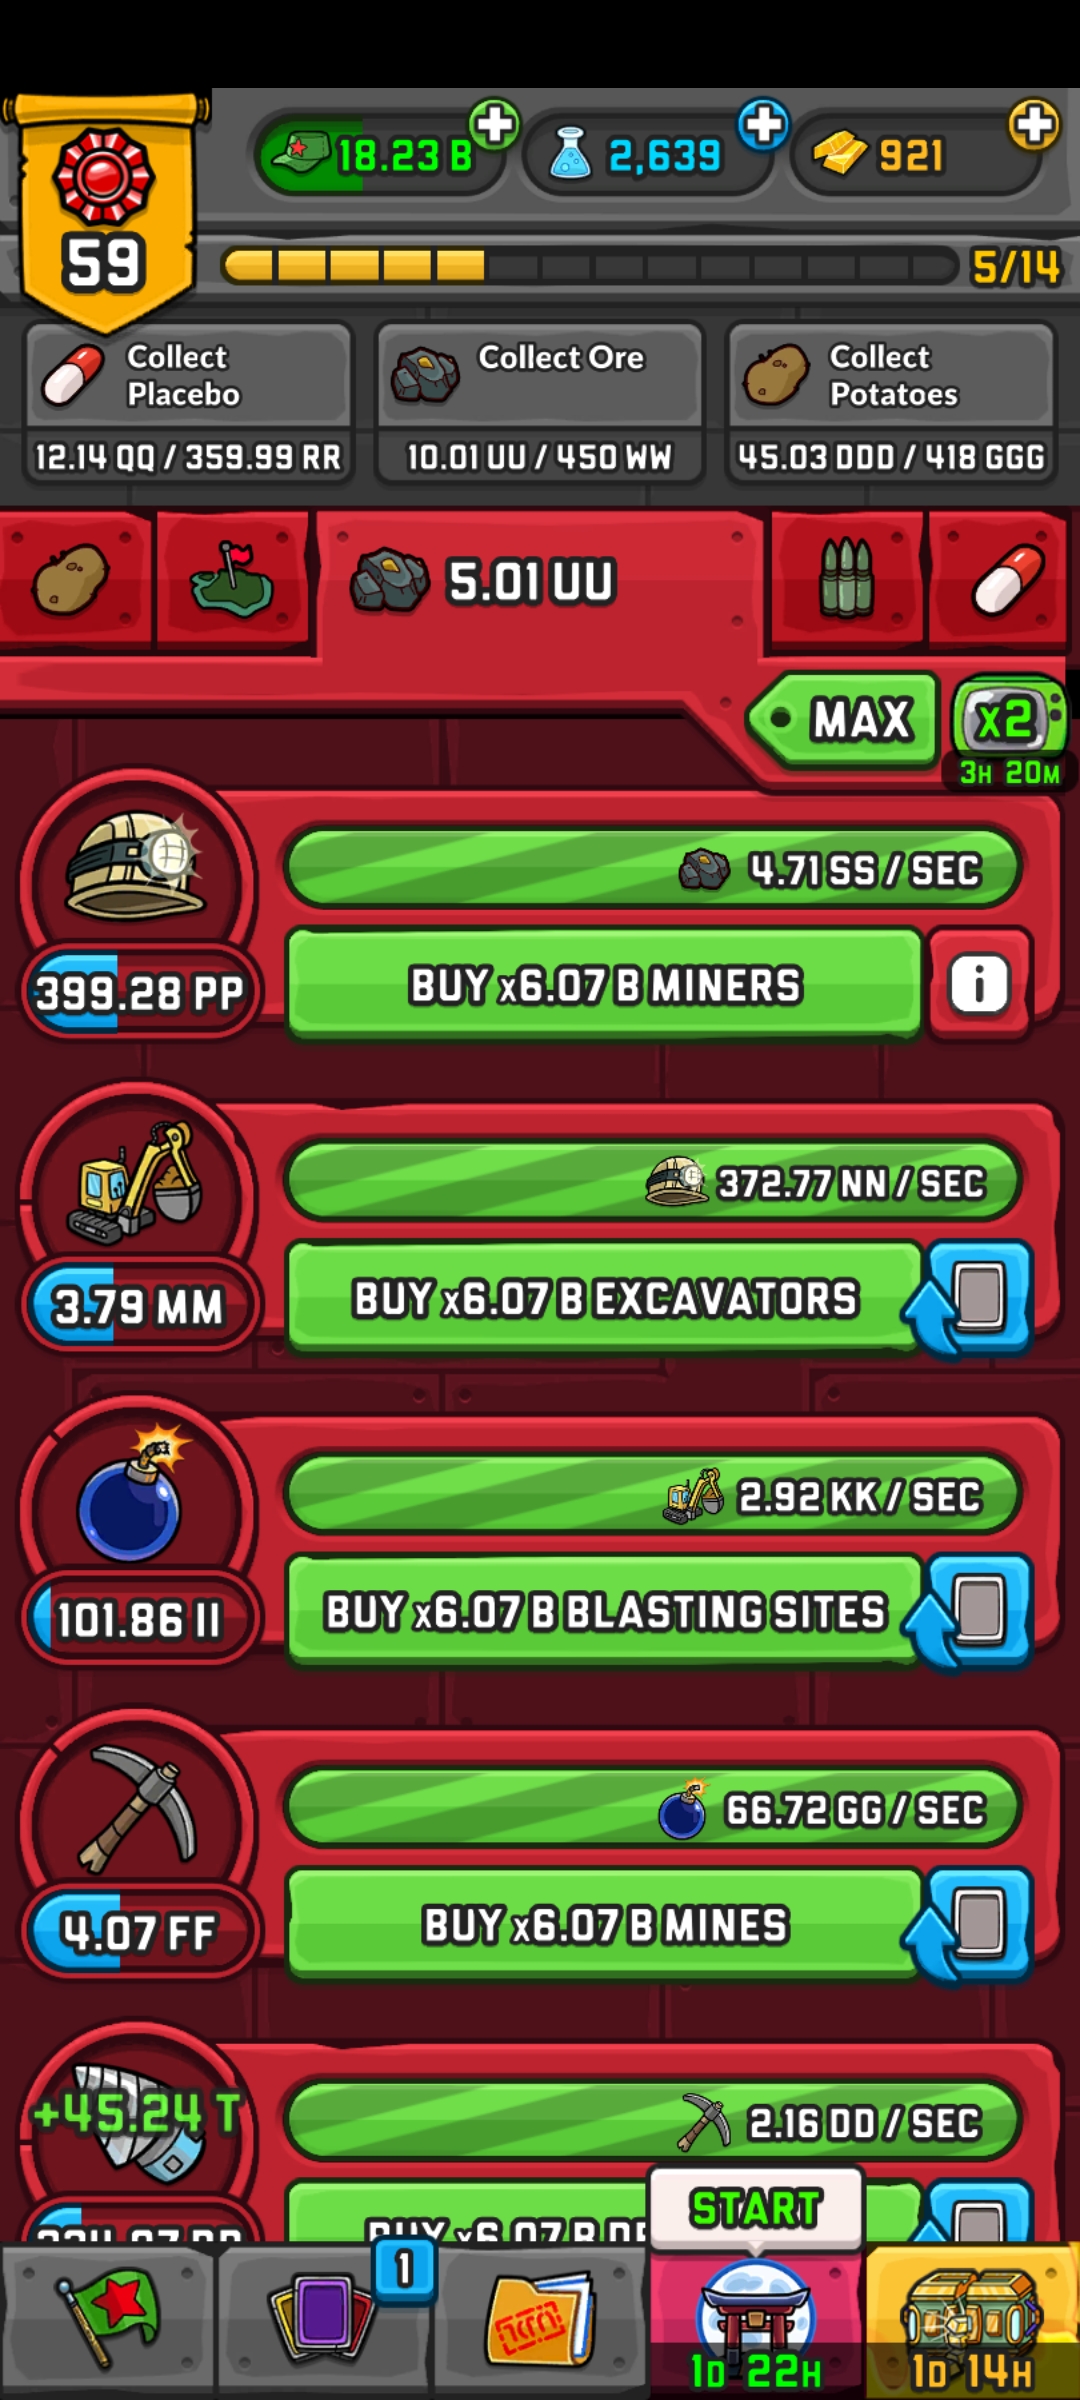 18.23 B
2,639
921
59
5/14
Collect
Placebo
12.14 QQ / 359.99 RR
Collect Ore
10.01 UU / 450 WW
Collect
Potatoes
45.03 DDD / 418 GGG
5.01 UU
MAX
x2
3H 20M
4.71 SS / SEC
399.28 PP
BUY x6.07 B MINERS
i
372.77 NN / SEC
3.79 MM
BUY x6.07 B EXCAVATORS
2.92 KK / SEC
101.86 II
BUY x6.07 B BLASTING SITES
66.72 GG / SEC
4.07 FF
BUY x6.07 B MINES
+45.24 T
2.16 DD / SEC
BUY x6.07 B
START
1
1D 22H
1D 14H